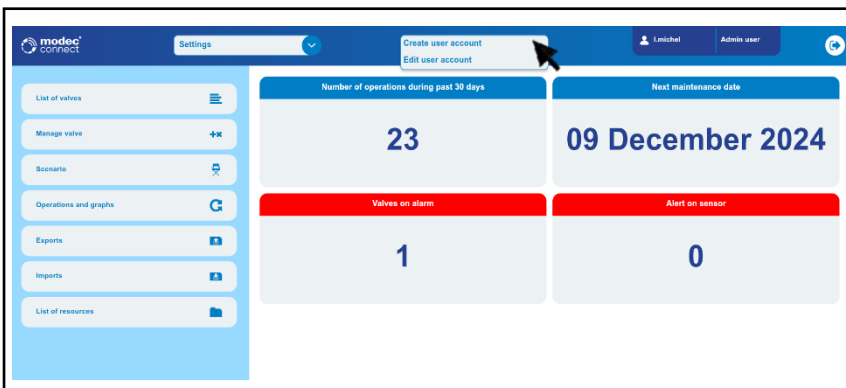 modec
connect
Settings
Create user account
Edit user account
l.michel
Admin user
List of valves
Manage valve
Scenario
Operations and graphs
Exports
Imports
List of resources
Number of operations during past 30 days
23
Next maintenance date
09 December 2024
Valves on alarm
1
Alert on sensor
0